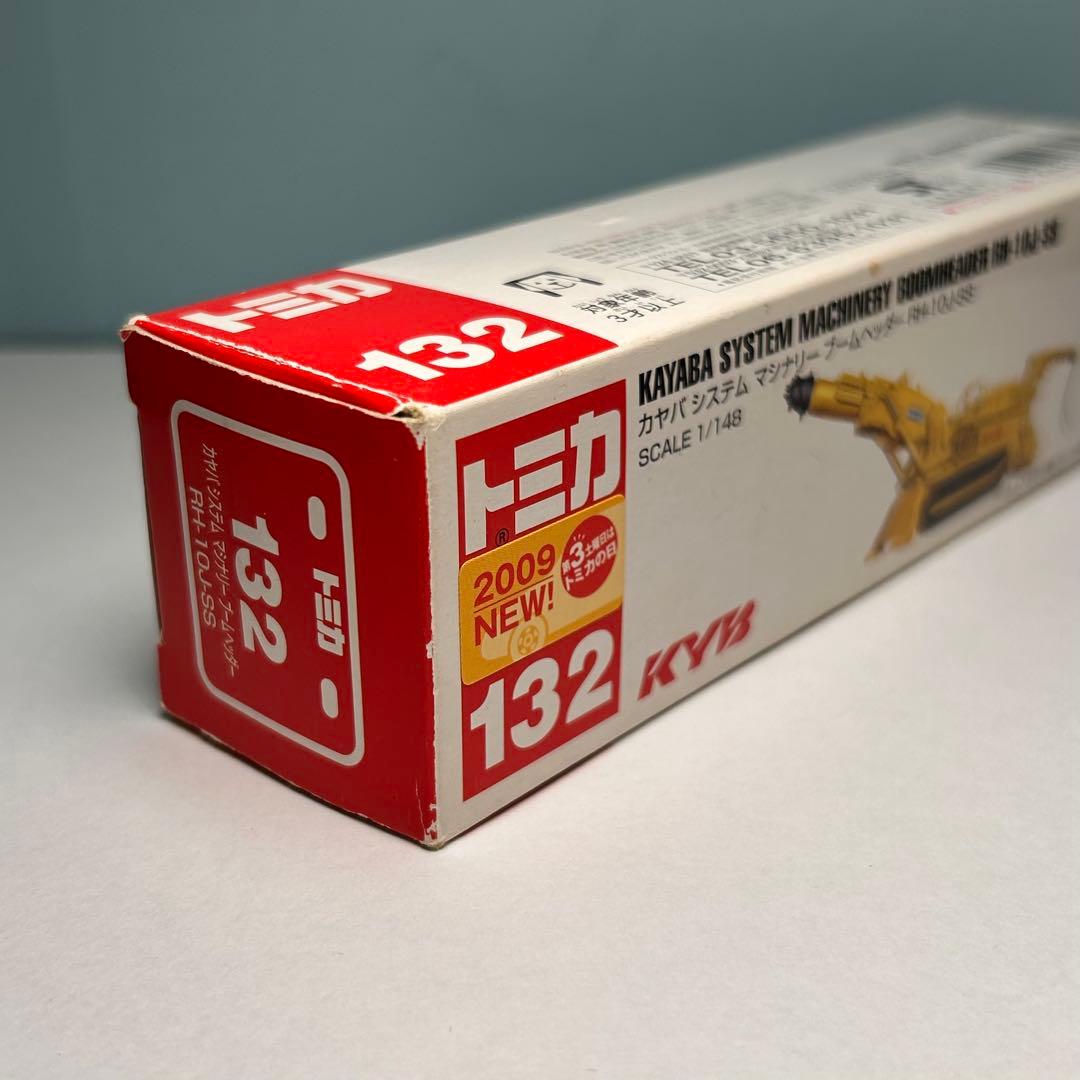 トミカ
132
対象年齢
3才以上
カヤバ システム マシナリー ブームヘッダー
RH-10J-SS
132
トミカ
トミカ
®
2009
NEW!
第3土曜日は
トミカの日
132
KAYABA SYSTEM MACHINERY BOOMHEADER RH-10J-SS
カヤバ システム マシナリー ブームヘッダー RH-10J-SS
SCALE 1/148
KYB